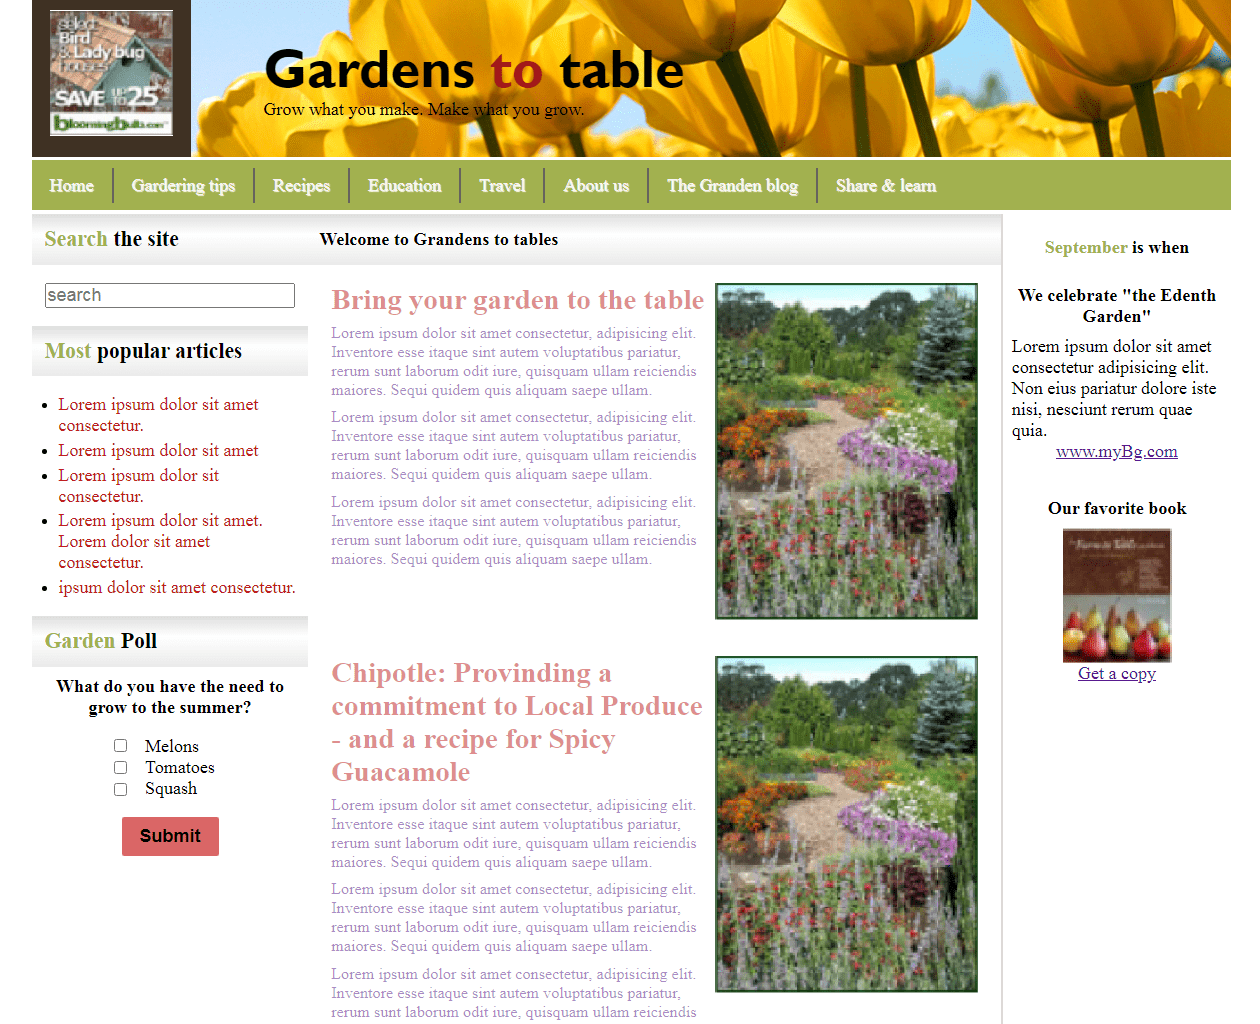 select
Bird
& Lady bug
houses
SAVE UP TO 25%
bloomingbulb.com
Gardens to table
Grow what you make. Make what you grow.
Home
Gardering tips
Recipes
Education
Travel
About us
The Granden blog
Share & learn
Search the site
search
Most popular articles
Lorem ipsum dolor sit amet
consectetur.
Lorem ipsum dolor sit amet
Lorem ipsum dolor sit
consectetur.
Lorem ipsum dolor sit amet.
Lorem dolor sit amet
consectetur.
ipsum dolor sit amet consectetur.
Garden Poll
What do you have the need to
grow to the summer?
Melons
Tomatoes
Squash
Submit
Welcome to Grandens to tables
Bring your garden to the table
Lorem ipsum dolor sit amet consectetur, adipisicing elit.
Inventore esse itaque sint autem voluptatibus pariatur,
rerum sunt laborum odit iure, quisquam ullam reiciendis
maiores. Sequi quidem quis aliquam saepe ullam.
Lorem ipsum dolor sit amet consectetur, adipisicing elit.
Inventore esse itaque sint autem voluptatibus pariatur,
rerum sunt laborum odit iure, quisquam ullam reiciendis
maiores. Sequi quidem quis aliquam saepe ullam.
Lorem ipsum dolor sit amet consectetur, adipisicing elit.
Inventore esse itaque sint autem voluptatibus pariatur,
rerum sunt laborum odit iure, quisquam ullam reiciendis
maiores. Sequi quidem quis aliquam saepe ullam.
Chipotle: Provinding a
commitment to Local Produce
- and a recipe for Spicy
Guacamole
Lorem ipsum dolor sit amet consectetur, adipisicing elit.
Inventore esse itaque sint autem voluptatibus pariatur,
rerum sunt laborum odit iure, quisquam ullam reiciendis
maiores. Sequi quidem quis aliquam saepe ullam.
Lorem ipsum dolor sit amet consectetur, adipisicing elit.
Inventore esse itaque sint autem voluptatibus pariatur,
rerum sunt laborum odit iure, quisquam ullam reiciendis
maiores. Sequi quidem quis aliquam saepe ullam.
Lorem ipsum dolor sit amet consectetur, adipisicing elit.
Inventore esse itaque sint autem voluptatibus pariatur,
rerum sunt laborum odit iure, quisquam ullam reiciendis
September is when
We celebrate "the Edenth
Garden"
Lorem ipsum dolor sit amet
consectetur adipisicing elit.
Non eius pariatur dolore iste
nisi, nesciunt rerum quae
quia.
www.myBg.com
Our favorite book
Get a copy